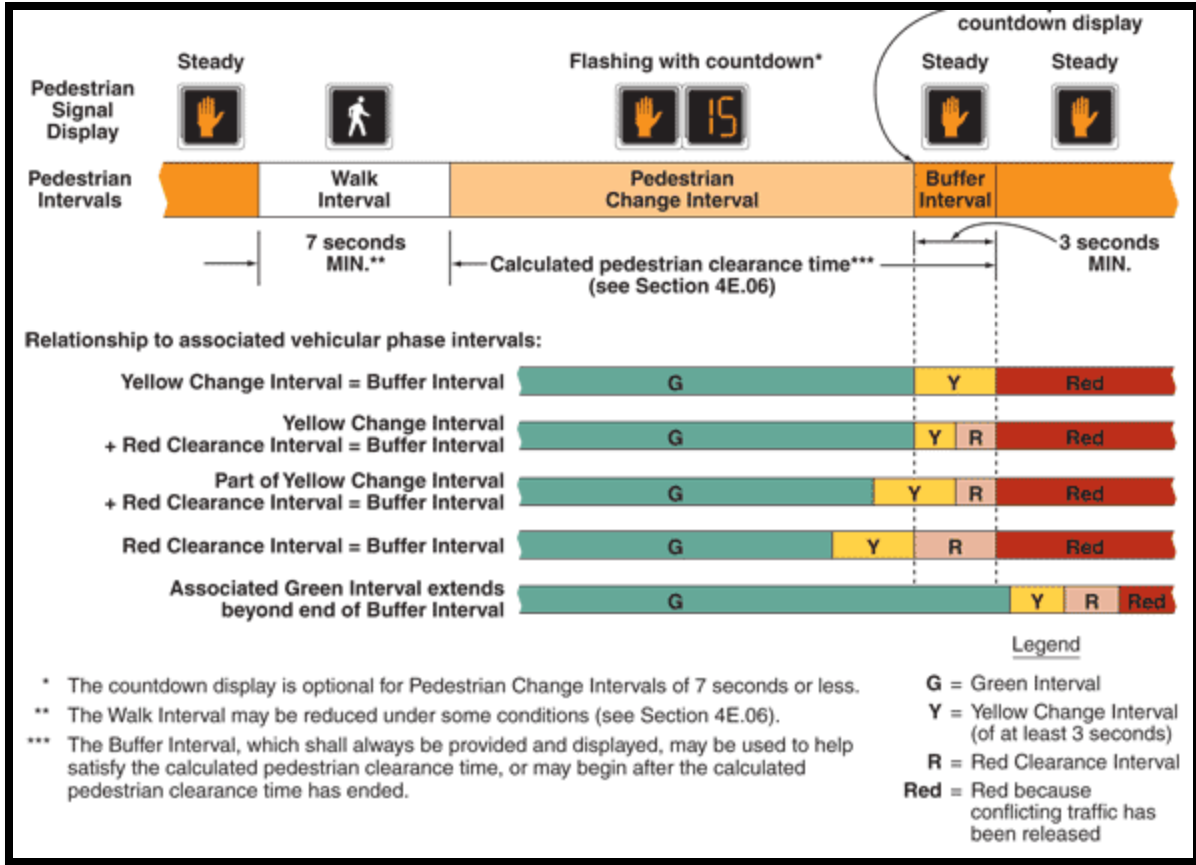 countdown display
Steady
Flashing with countdown*
Steady
Steady
Pedestrian
Signal
Display
15
Pedestrian
Intervals
Walk
Interval
Pedestrian
Change Interval
Buffer
Interval
7 seconds
MIN.**
Calculated pedestrian clearance time***
(see Section 4E.06)
3 seconds
MIN.
Relationship to associated vehicular phase intervals:
Yellow Change Interval = Buffer Interval
G Y Red
Yellow Change Interval
+ Red Clearance Interval = Buffer Interval
G Y R Red
Part of Yellow Change Interval
+ Red Clearance Interval = Buffer Interval
G Y R Red
Red Clearance Interval = Buffer Interval
G Y R Red
Associated Green Interval extends
beyond end of Buffer Interval
G Y R Red
Legend
G = Green Interval
Y = Yellow Change Interval
(of at least 3 seconds)
R = Red Clearance Interval
Red = Red because
conflicting traffic has
been released
* The countdown display is optional for Pedestrian Change Intervals of 7 seconds or less.
** The Walk Interval may be reduced under some conditions (see Section 4E.06).
*** The Buffer Interval, which shall always be provided and displayed, may be used to help
satisfy the calculated pedestrian clearance time, or may begin after the calculated
pedestrian clearance time has ended.